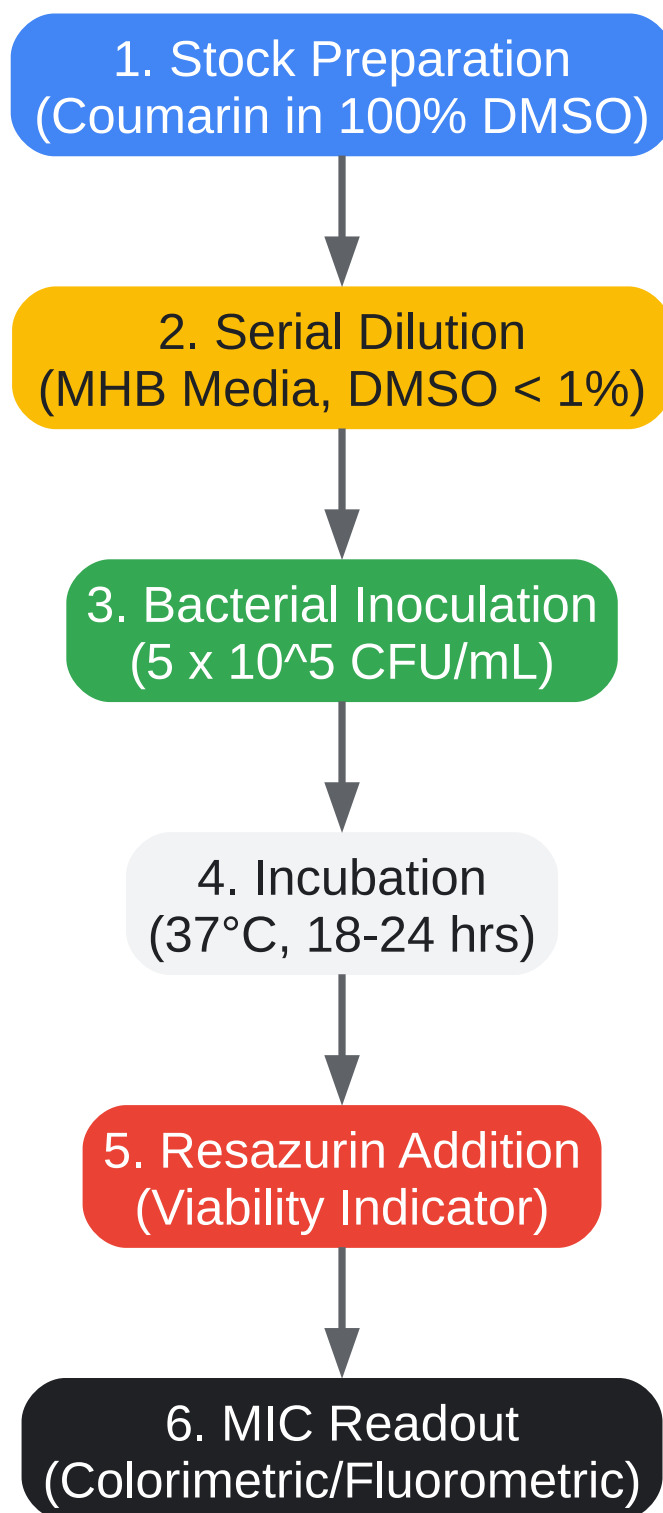 1. Stock Preparation
(Coumarin in 100% DMSO)
2. Serial Dilution
(MHB Media, DMSO < 1%)
3. Bacterial Inoculation
(5 x 10^5 CFU/mL)
4. Incubation
(37°C, 18-24 hrs)
5. Resazurin Addition
(Viability Indicator)
6. MIC Readout
(Colorimetric/Fluorometric)